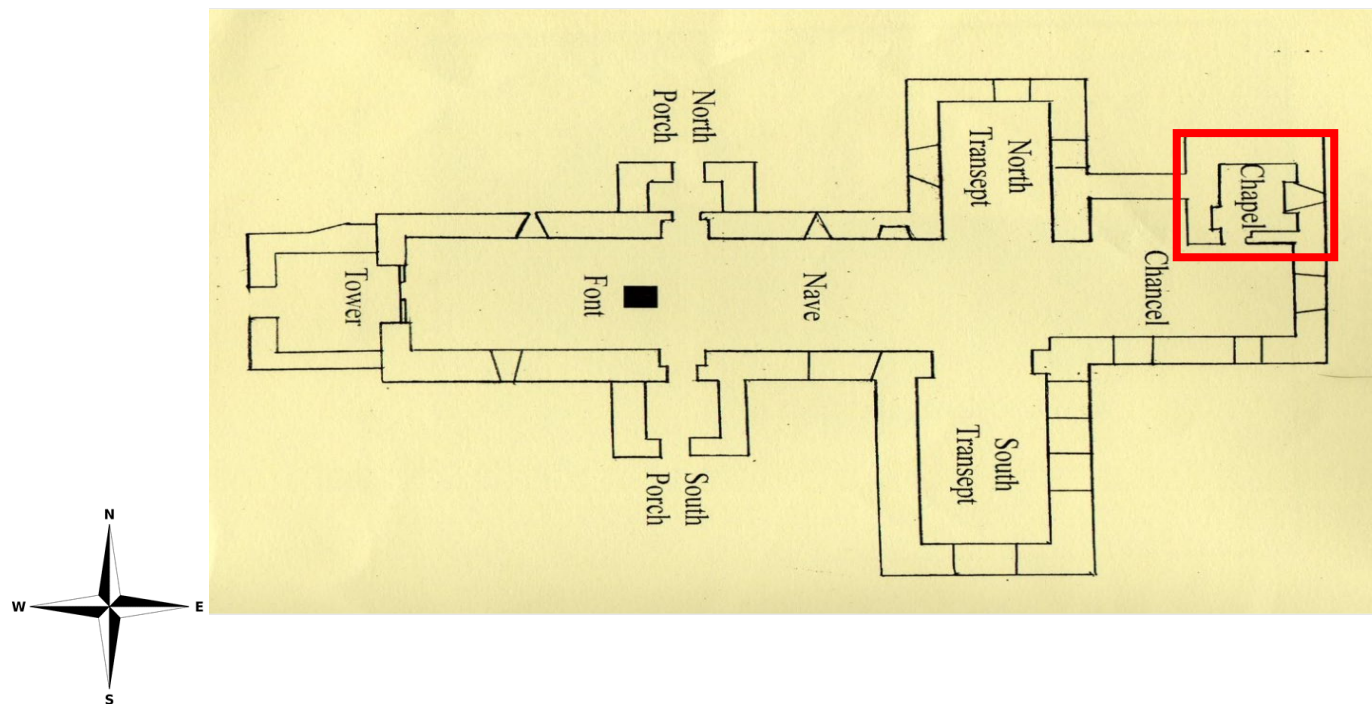 North
Porch
North
Transept
Chapel
Tower
Font
Nave
Chancel
South
Transept
South
Porch
N
W
E
S